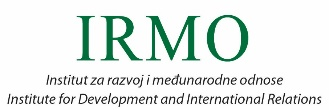 IRMO
Institut za razvoj i međunarodne odnose
Institute for Development and International Relations